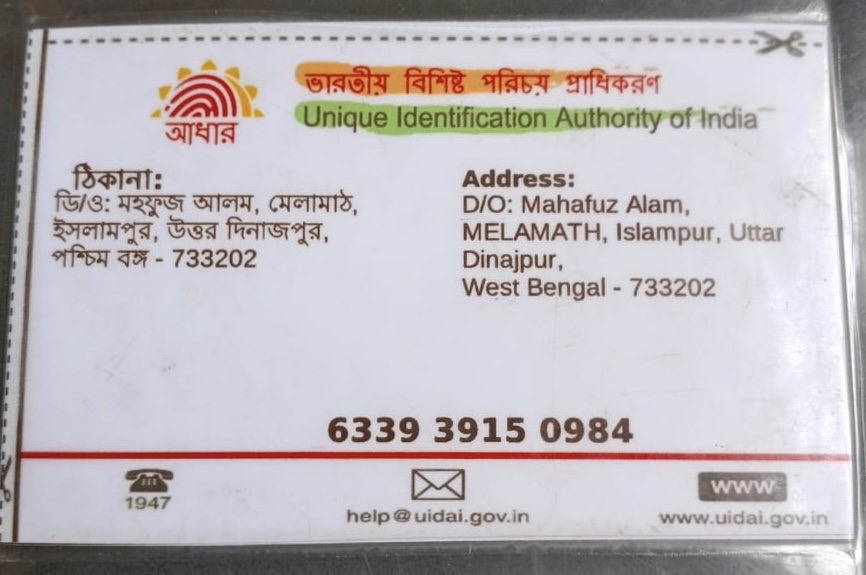 ভারতীয় বিশিষ্ট পরিচয় প্রাধিকরণ
Unique Identification Authority of India
আধার
ঠিকানা:
ডি/ও: মহফুজ আলম, মেলামাঠ,
ইসলামপুর, উত্তর দিনাজপুর,
পশ্চিম বঙ্গ - 733202
Address:
D/O: Mahafuz Alam,
MELAMATH, Islampur, Uttar
Dinajpur,
West Bengal - 733202
6339 3915 0984
1947
help@uidai.gov.in
www
www.uidai.gov.in